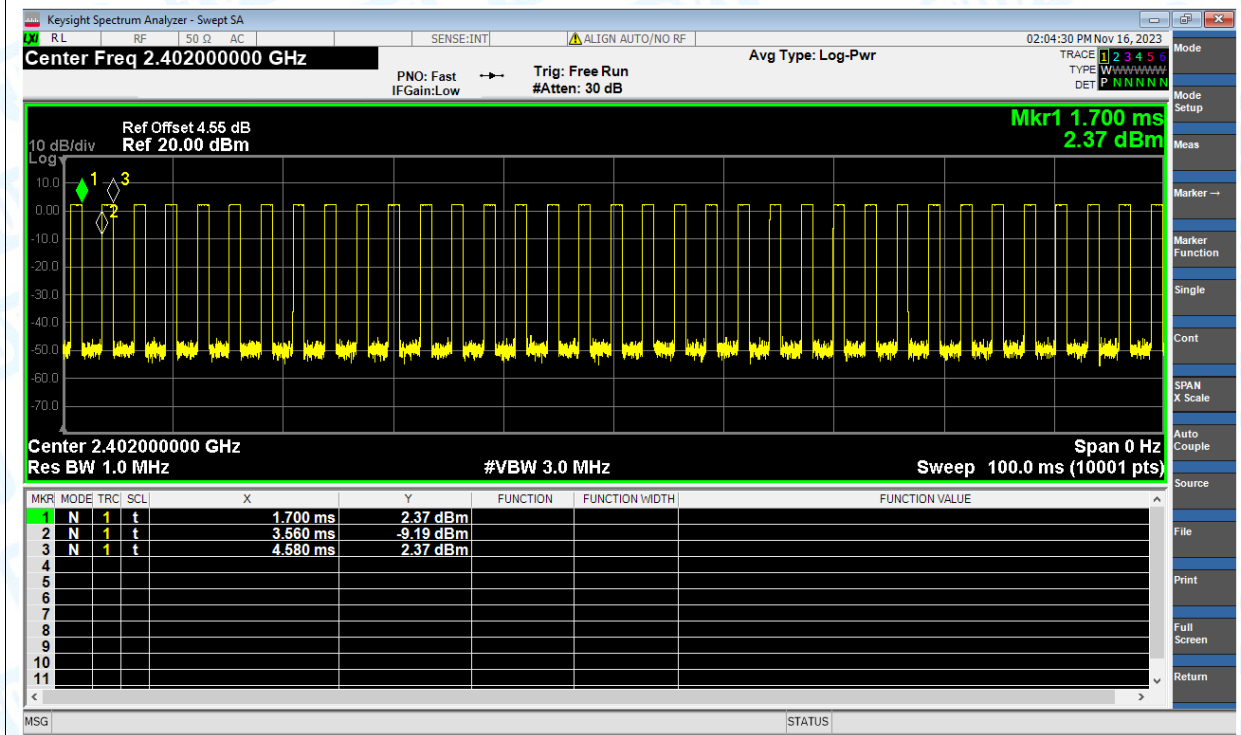 Keysight Spectrum Analyzer - Swept SA
LXI RL RF 50 Ω AC SENSE:INT ALIGN AUTO/NO RF 02:04:30 PM Nov 16, 2023
Center Freq 2.402000000 GHz
PNO: Fast
IFGain:Low
Trig: Free Run
#Atten: 30 dB
Avg Type: Log-Pwr
TRACE 1 2 3 4 5 6
TYPE WWWWWW
DET P N N N N N
Ref Offset 4.55 dB
10 dB/div Ref 20.00 dBm
Log
Mkr1 1.700 ms
2.37 dBm
10.0
0.00
-10.0
-20.0
-30.0
-40.0
-50.0
-60.0
-70.0
1
3
2
Center 2.402000000 GHz Span 0 Hz
Res BW 1.0 MHz #VBW 3.0 MHz Sweep 100.0 ms (10001 pts)
MKR MODE TRC SCL X Y FUNCTION FUNCTION WIDTH FUNCTION VALUE
1 N 1 t 1.700 ms 2.37 dBm
2 N 1 t 3.560 ms -9.19 dBm
3 N 1 t 4.580 ms 2.37 dBm
4
5
6
7
8
9
10
11
MSG STATUS
Mode
Mode
Setup
Meas
Marker →
Marker
Function
Single
Cont
SPAN
X Scale
Auto
Couple
Source
File
Print
Full
Screen
Return